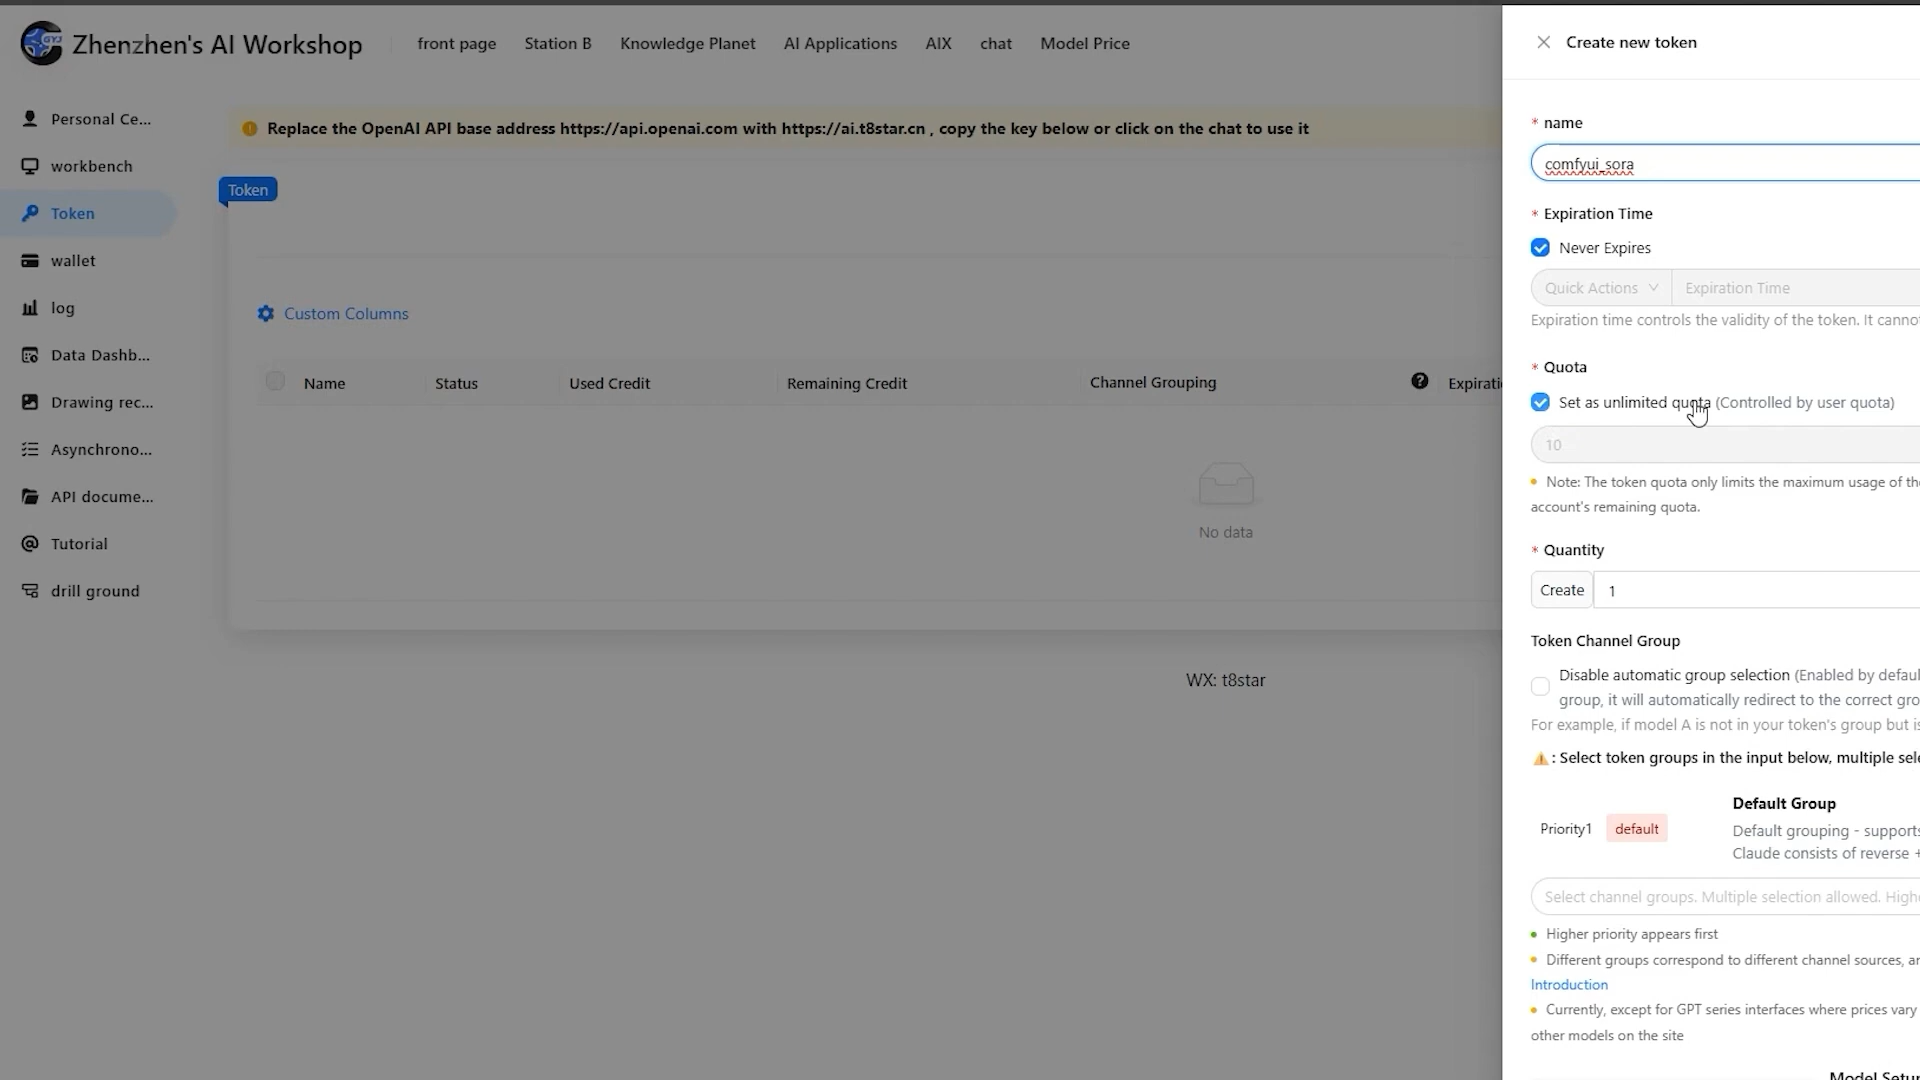 Zhenzhen's AI Workshop
front page
Station B
Knowledge Planet
AI Applications
AIX
chat
Model Price
Personal Ce...
workbench
Token
wallet
log
Data Dashb...
Drawing rec...
Asynchrono...
API docume...
Tutorial
drill ground
Replace the OpenAI API base address https://api.openai.com with https://ai.t8star.cn , copy the key below or click on the chat to use it
Token
Custom Columns
Name Status Used Credit Remaining Credit Channel Grouping Expirati
No data
WX: t8star
Create new token
* name
comfyui_sora
* Expiration Time
Never Expires
Quick Actions Expiration Time
Expiration time controls the validity of the token. It canno
* Quota
Set as unlimited quota (Controlled by user quota)
10
Note: The token quota only limits the maximum usage of th
account's remaining quota.
* Quantity
Create 1
Token Channel Group
Disable automatic group selection (Enabled by defaul
group, it will automatically redirect to the correct gro
For example, if model A is not in your token's group but is
: Select token groups in the input below, multiple sele
Default Group
Priority1 default
Default grouping - supports
Claude consists of reverse +
Select channel groups. Multiple selection allowed. Highe
Higher priority appears first
Different groups correspond to different channel sources, an
Introduction
Currently, except for GPT series interfaces where prices vary
other models on the site
Model Setup